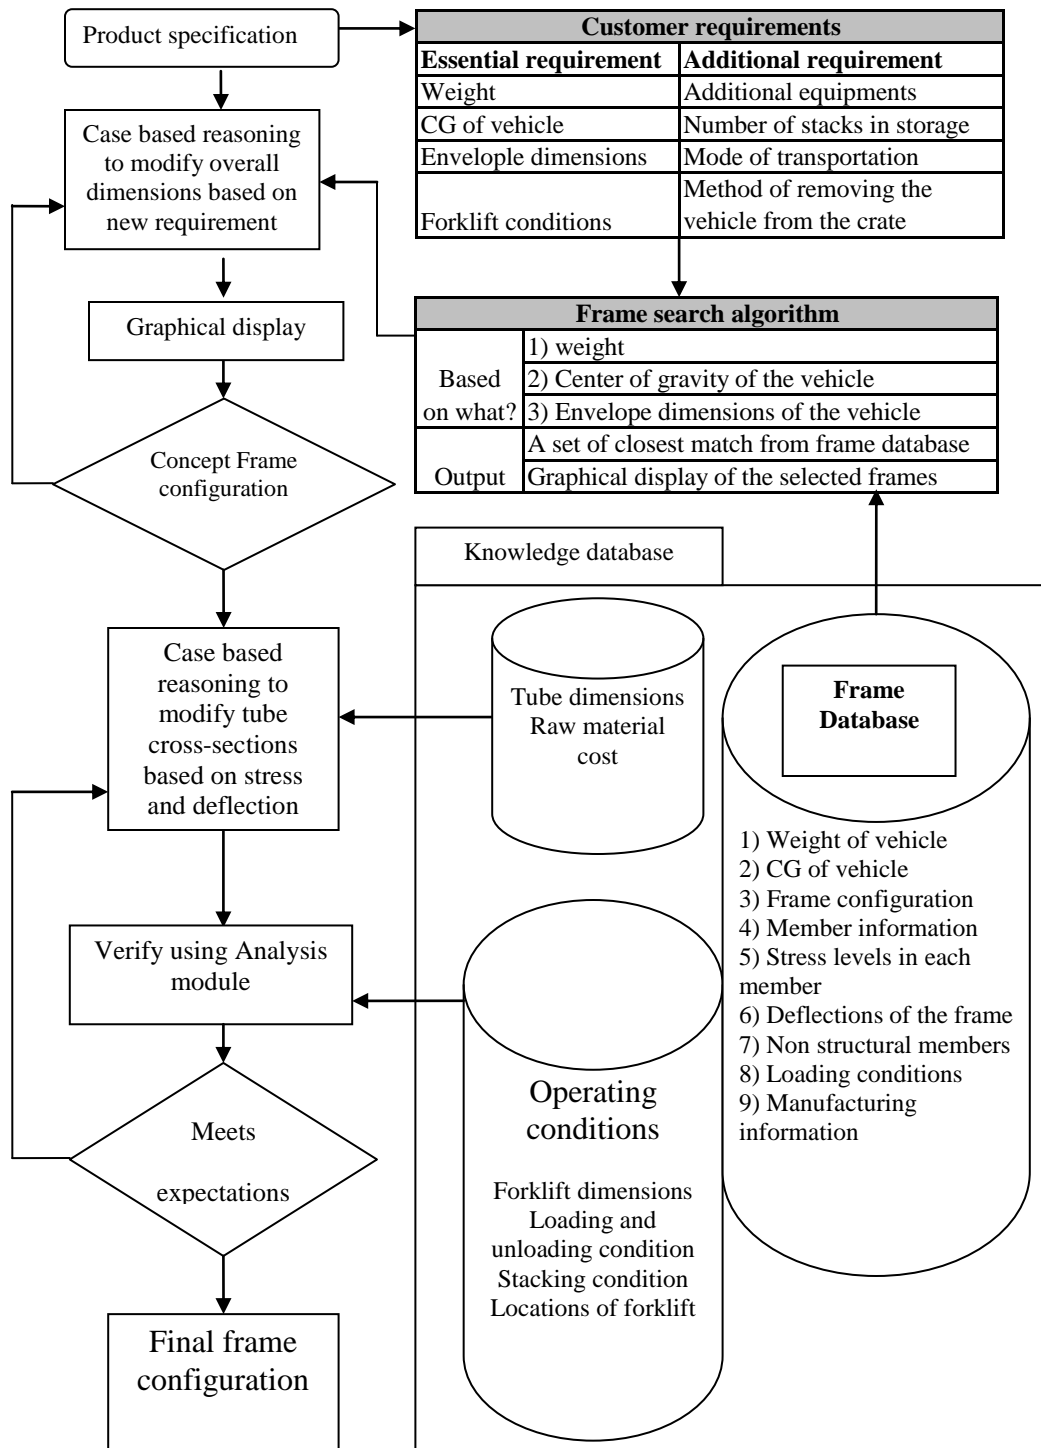 Product specification
Customer requirements
Essential requirement Additional requirement
Weight Additional equipments
CG of vehicle Number of stacks in storage
Envelople dimensions Mode of transportation
Forklift conditions Method of removing the
vehicle from the crate
Case based reasoning
to modify overall
dimensions based on
new requirement
Graphical display
Frame search algorithm
Based
on what?
1) weight
2) Center of gravity of the vehicle
3) Envelope dimensions of the vehicle
Output
A set of closest match from frame database
Graphical display of the selected frames
Concept Frame
configuration
Knowledge database
Case based
reasoning to
modify tube
cross-sections
based on stress
and deflection
Tube dimensions
Raw material
cost
Frame
Database
1) Weight of vehicle
2) CG of vehicle
3) Frame configuration
4) Member information
5) Stress levels in each
member
6) Deflections of the frame
7) Non structural members
8) Loading conditions
9) Manufacturing
information
Verify using Analysis
module
Operating
conditions
Forklift dimensions
Loading and
unloading condition
Stacking condition
Locations of forklift
Meets
expectations
Final frame
configuration